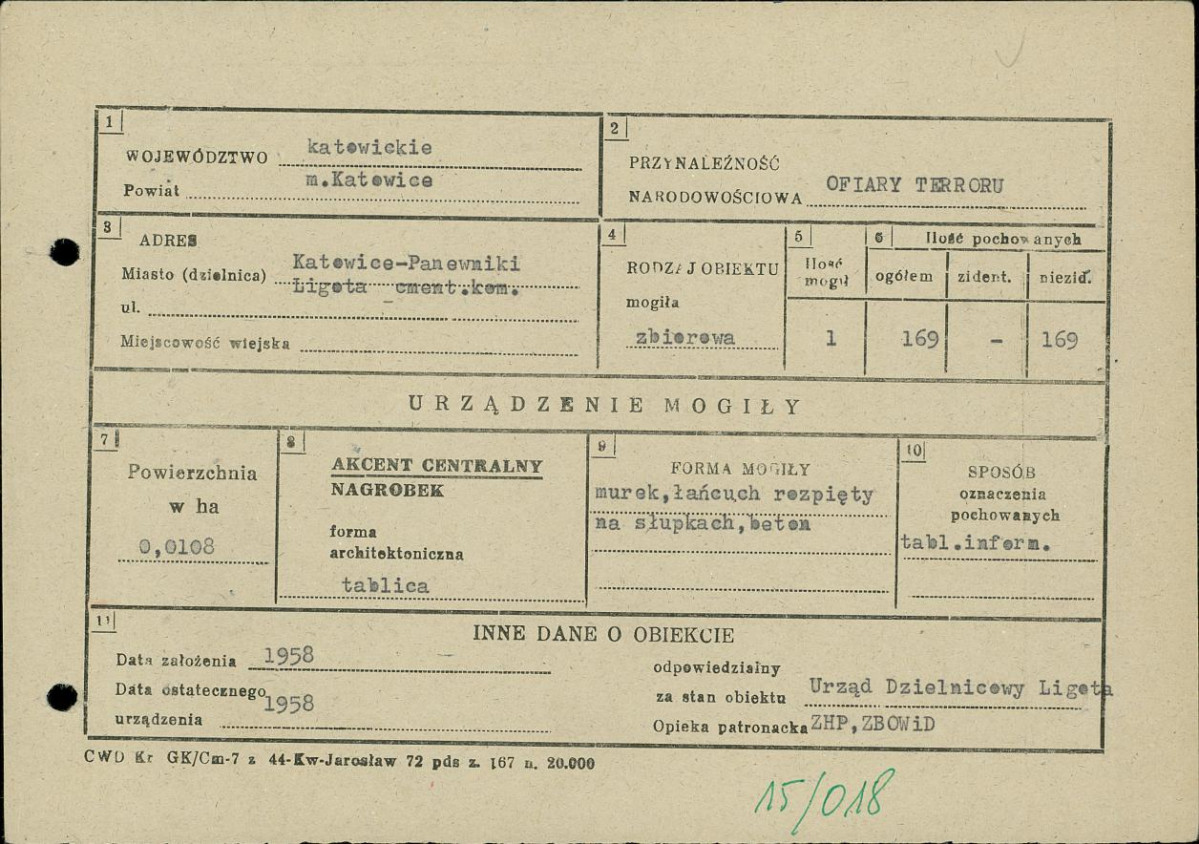 1
WOJEWÓDZTWO katowickie
Powiat m.Katowice
2
PRZYNALEŹNOŚĆ
NARODOWOŚCIOWA OFIARY TERRORU
3
ADRES
Miasto (dzielnica) Katowice-Panewniki
Ligota cment.kom.
ul.
Miejscowość wiejska
4
RODZAJ OBIEKTU
mogiła
zbiorowa
5
Ilość
mogił
1
6 Ilość pochowanych
ogółem zident. niezid.
169 - 169
URZĄDZENIE MOGIŁY
7
Powierzchnia
w ha
0,0108
8
AKCENT CENTRALNY
NAGROBEK
forma
architektoniczna
tablica
9
FORMA MOGIŁY
murek,łańcuch rozpięty
na słupkach,beton
10
SPOSÓB
oznaczenia
pochowanych
tabl.inform.
11
INNE DANE O OBIEKCIE
Data założenia 1958
Data ostatecznego
urządzenia 1958
odpowiedzialny
za stan obiektu Urząd Dzielnicowy Ligota
Opieka patronacka ZHP,ZBOWiD
CWD Kr GK/Cm-7 z 44-Kw-Jarosław 72 pds z. 167 n. 20.000
15/018